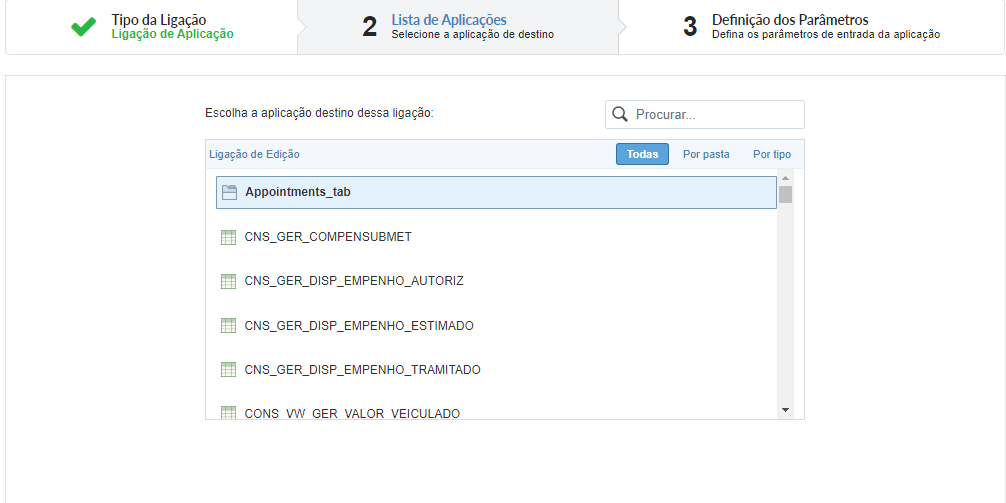 Tipo da Ligação
Ligação de Aplicação
2
Lista de Aplicações
Selecione a aplicação de destino
3
Definição dos Parâmetros
Defina os parâmetros de entrada da aplicação
Escolha a aplicação destino dessa ligação:
Procurar...
Ligação de Edição
Todas
Por pasta
Por tipo
Appointments_tab
CNS_GER_COMPENSUBMET
CNS_GER_DISP_EMPENHO_AUTORIZ
CNS_GER_DISP_EMPENHO_ESTIMADO
CNS_GER_DISP_EMPENHO_TRAMITADO
CONS_VW_GER_VALOR_VEICULADO